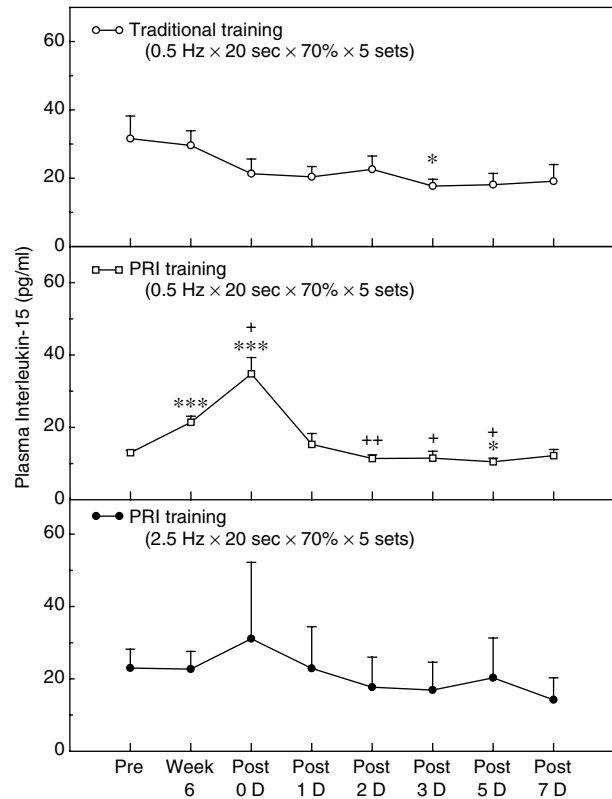 Plasma Interleukin-15 (pg/ml)
Traditional training
(0.5 Hz × 20 sec × 70% × 5 sets)
60
40
*
20
0
PRI training
(0.5 Hz × 20 sec × 70% × 5 sets)
60
+
***
40
***
20
++
+
+
*
0
PRI training
(2.5 Hz × 20 sec × 70% × 5 sets)
60
40
20
0
Pre Week Post Post Post Post Post Post
6 0 D 1 D 2 D 3 D 5 D 7 D